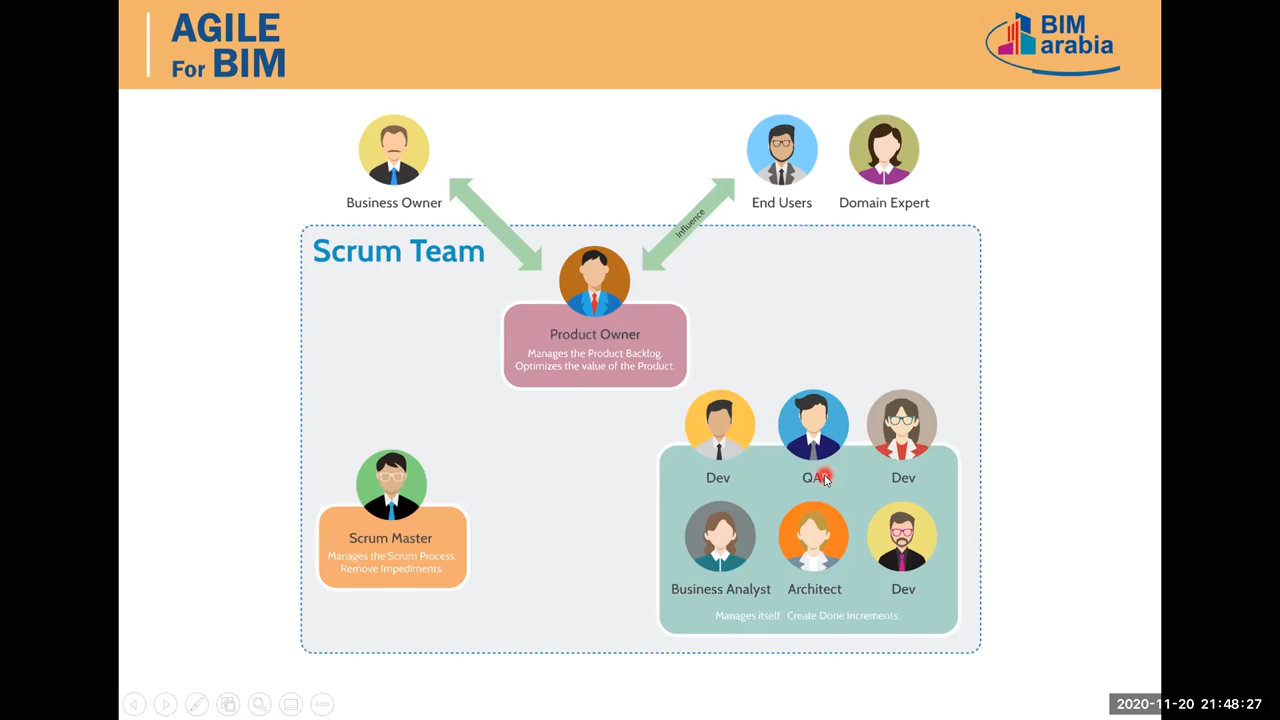 AGILE
For BIM
BIM
arabia
Business Owner
End Users
Domain Expert
Influence
Scrum Team
Product Owner
Manages the Product Backlog.
Optimizes the value of the Product.
Dev
Dev
Scrum Master
Manages the Scrum Process.
Remove Impediments.
Business Analyst
Architect
Dev
Manages itself. Create Done Increments.
2020-11-20 21:48:27